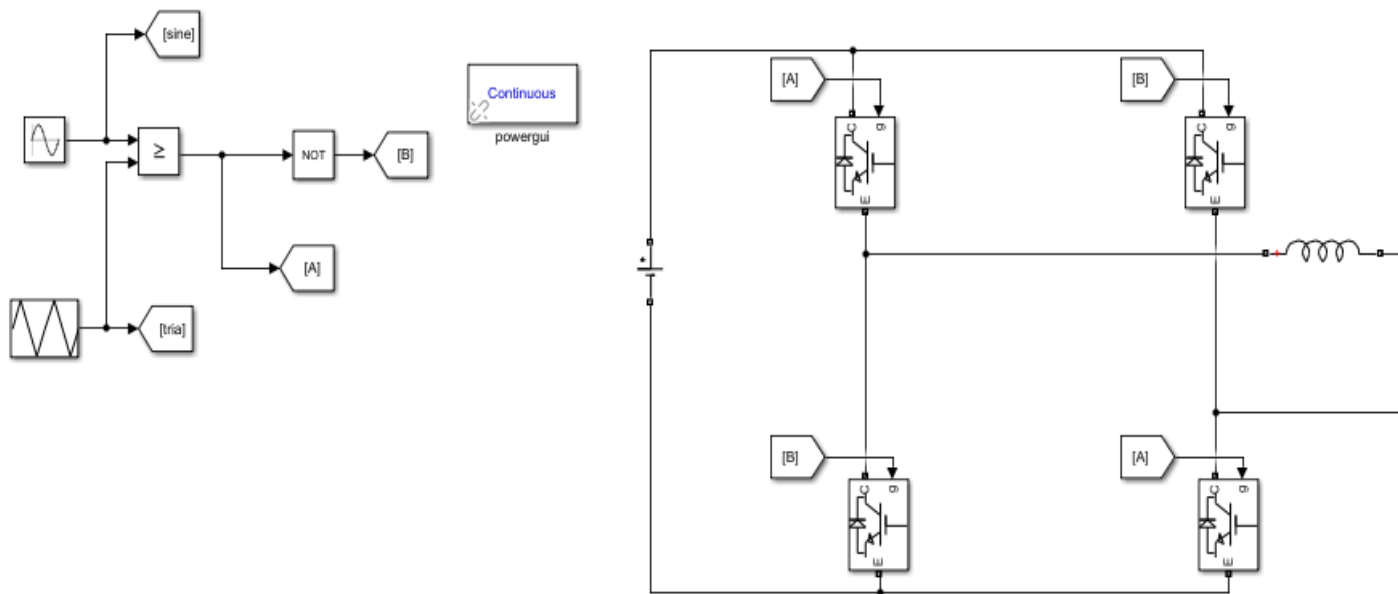 [sine]
Continuous
powergui
≥
NOT
[B]
[A]
[tria]
[A]
g
C
E
[B]
g
C
E
+
+
[B]
g
C
E
[A]
g
C
E